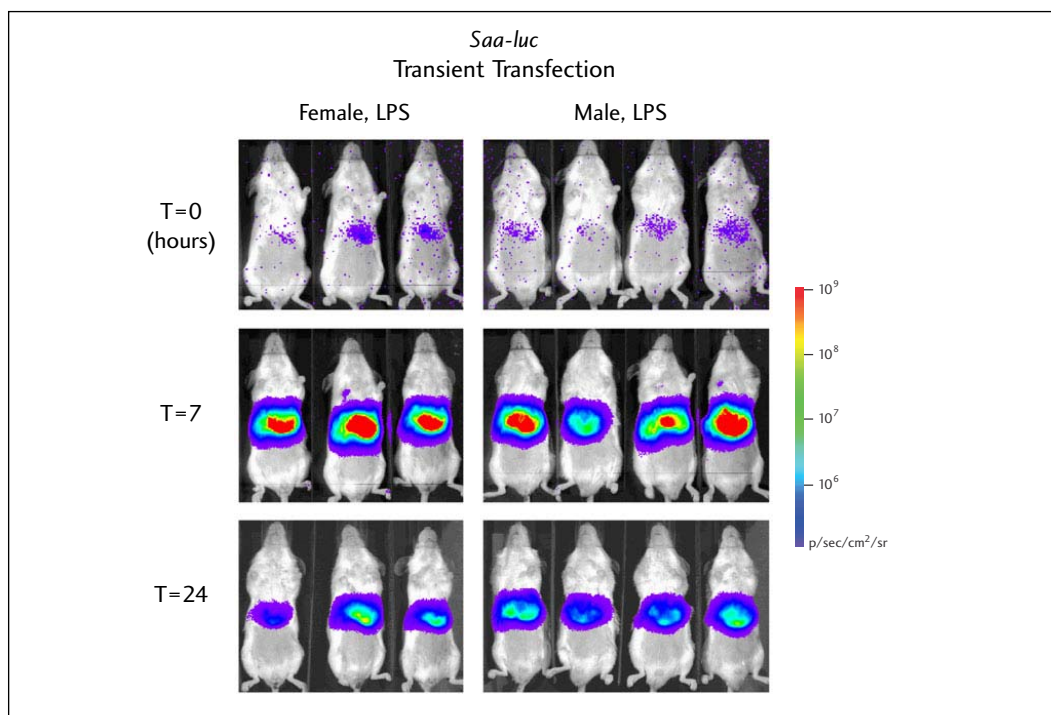 Saa-luc
Transient Transfection
Female, LPS
Male, LPS
T=0
(hours)
T=7
T=24
10⁹
10⁸
10⁷
10⁶
p/sec/cm²/sr